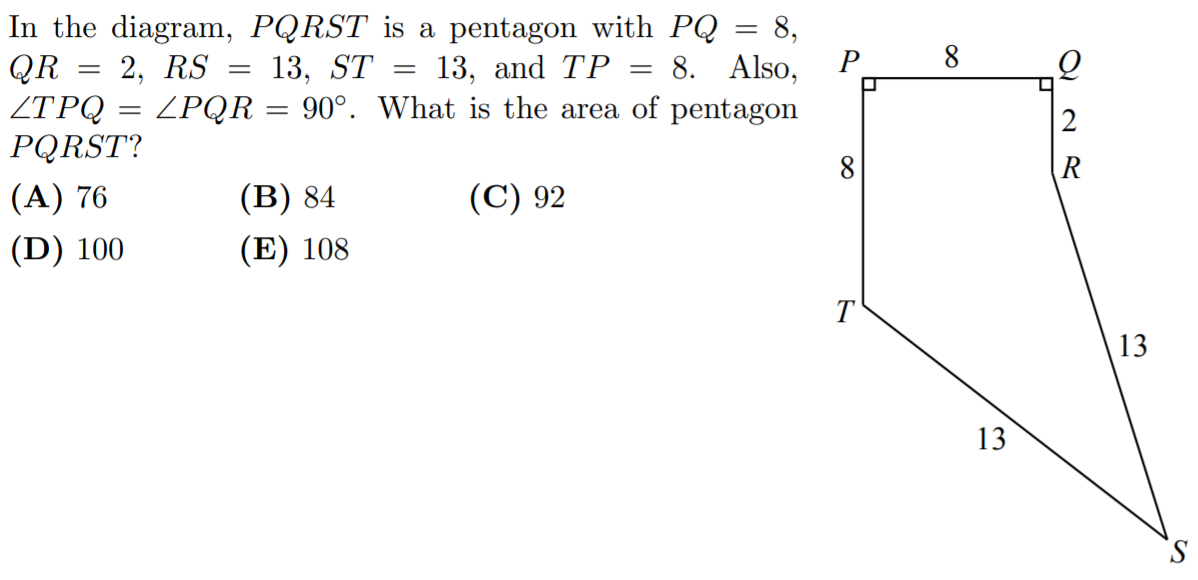 In the diagram, PQRST is a pentagon with PQ = 8,
QR = 2, RS = 13, ST = 13, and TP = 8. Also,
∠TPQ = ∠PQR = 90°. What is the area of pentagon
PQRST?
(A) 76 (B) 84 (C) 92
(D) 100 (E) 108
P 8 Q
2
8 R
T
13
13
S